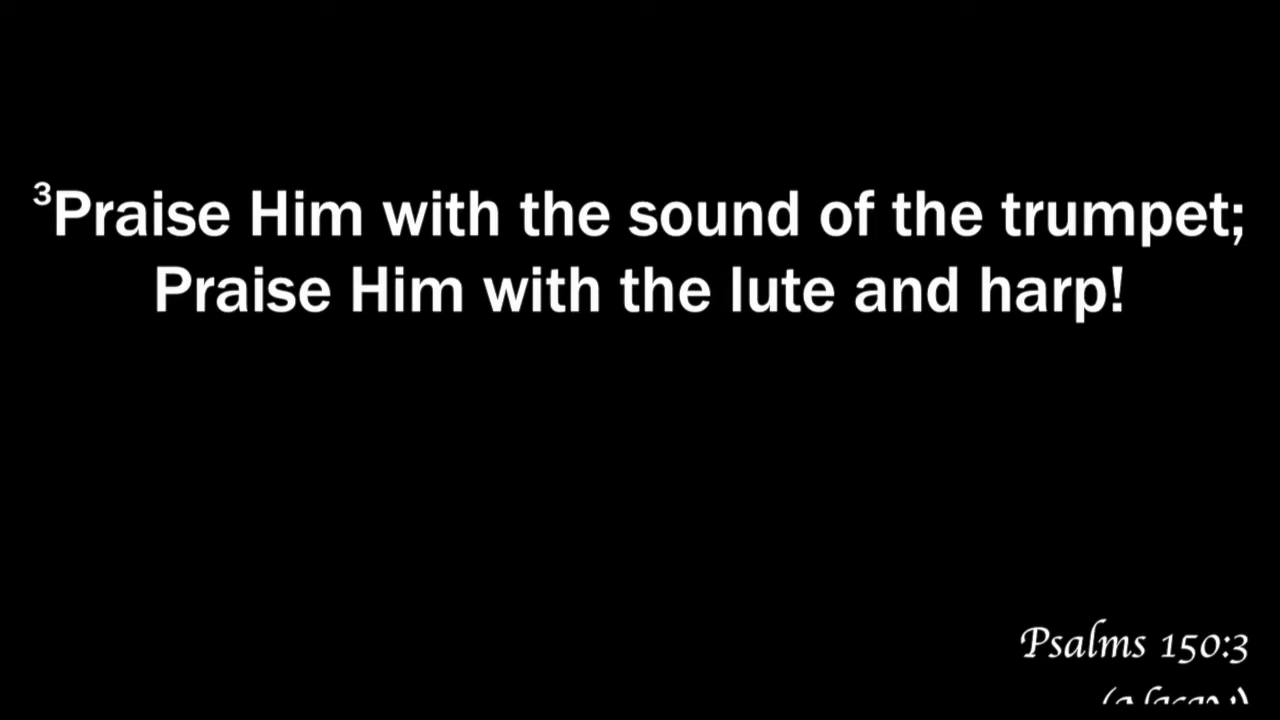 ³Praise Him with the sound of the trumpet;
Praise Him with the lute and harp!
Psalms 150:3